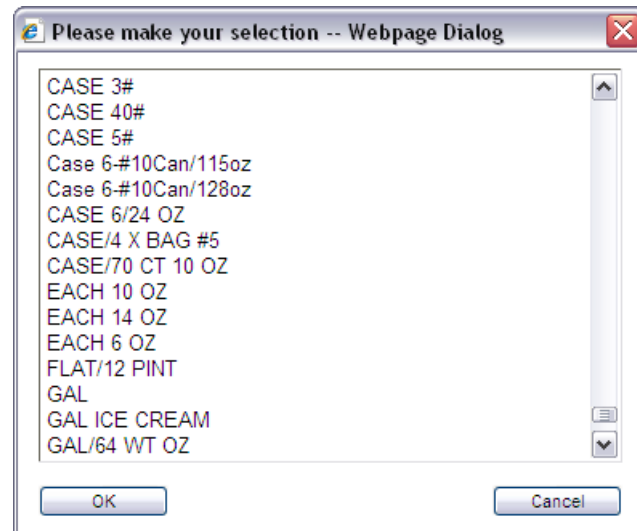 Please make your selection -- Webpage Dialog
CASE 3#
CASE 40#
CASE 5#
Case 6-#10Can/115oz
Case 6-#10Can/128oz
CASE 6/24 OZ
CASE/4 X BAG #5
CASE/70 CT 10 OZ
EACH 10 OZ
EACH 14 OZ
EACH 6 OZ
FLAT/12 PINT
GAL
GAL ICE CREAM
GAL/64 WT OZ
OK
Cancel